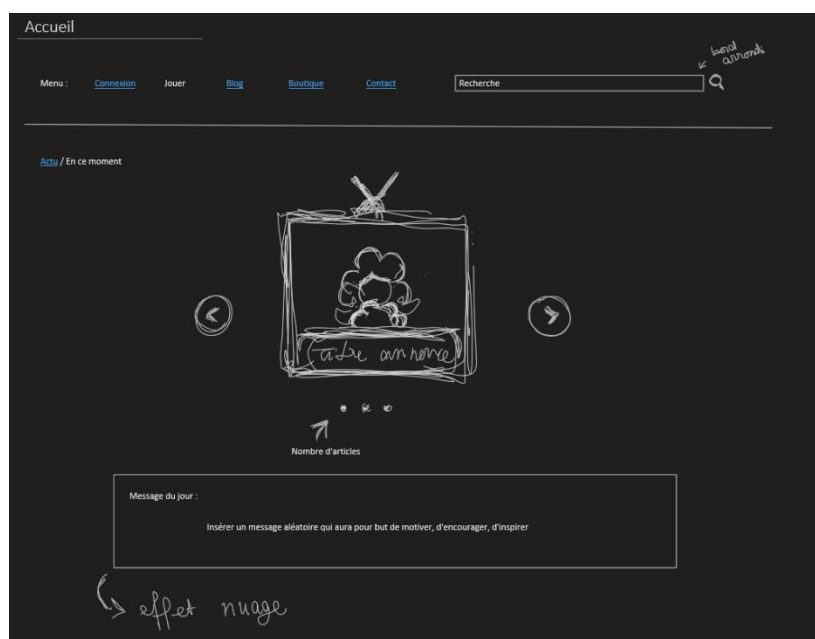 Accueil
bord
arrondi
Menu : Connexion Jouer Blog Boutique Contact Recherche
Actu / En ce moment
titre annonce
Nombre d'articles
Message du jour :
Insérer un message aléatoire qui aura pour but de motiver, d'encourager, d'inspirer
effet nuage